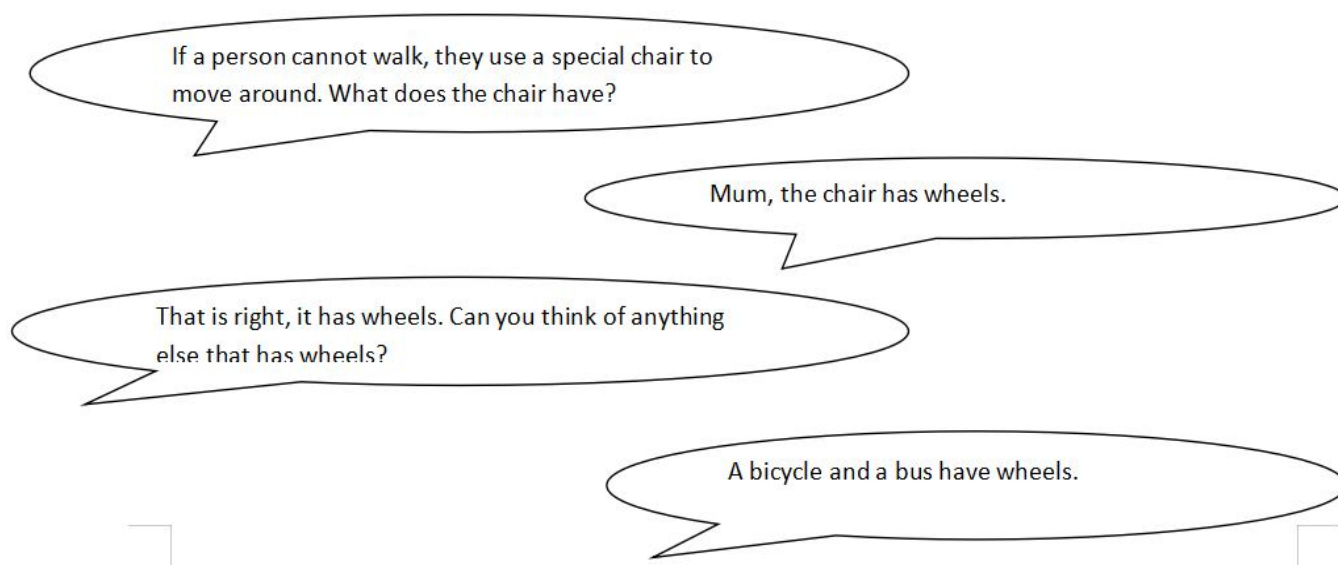 If a person cannot walk, they use a special chair to
move around. What does the chair have?
Mum, the chair has wheels.
That is right, it has wheels. Can you think of anything
else that has wheels?
A bicycle and a bus have wheels.